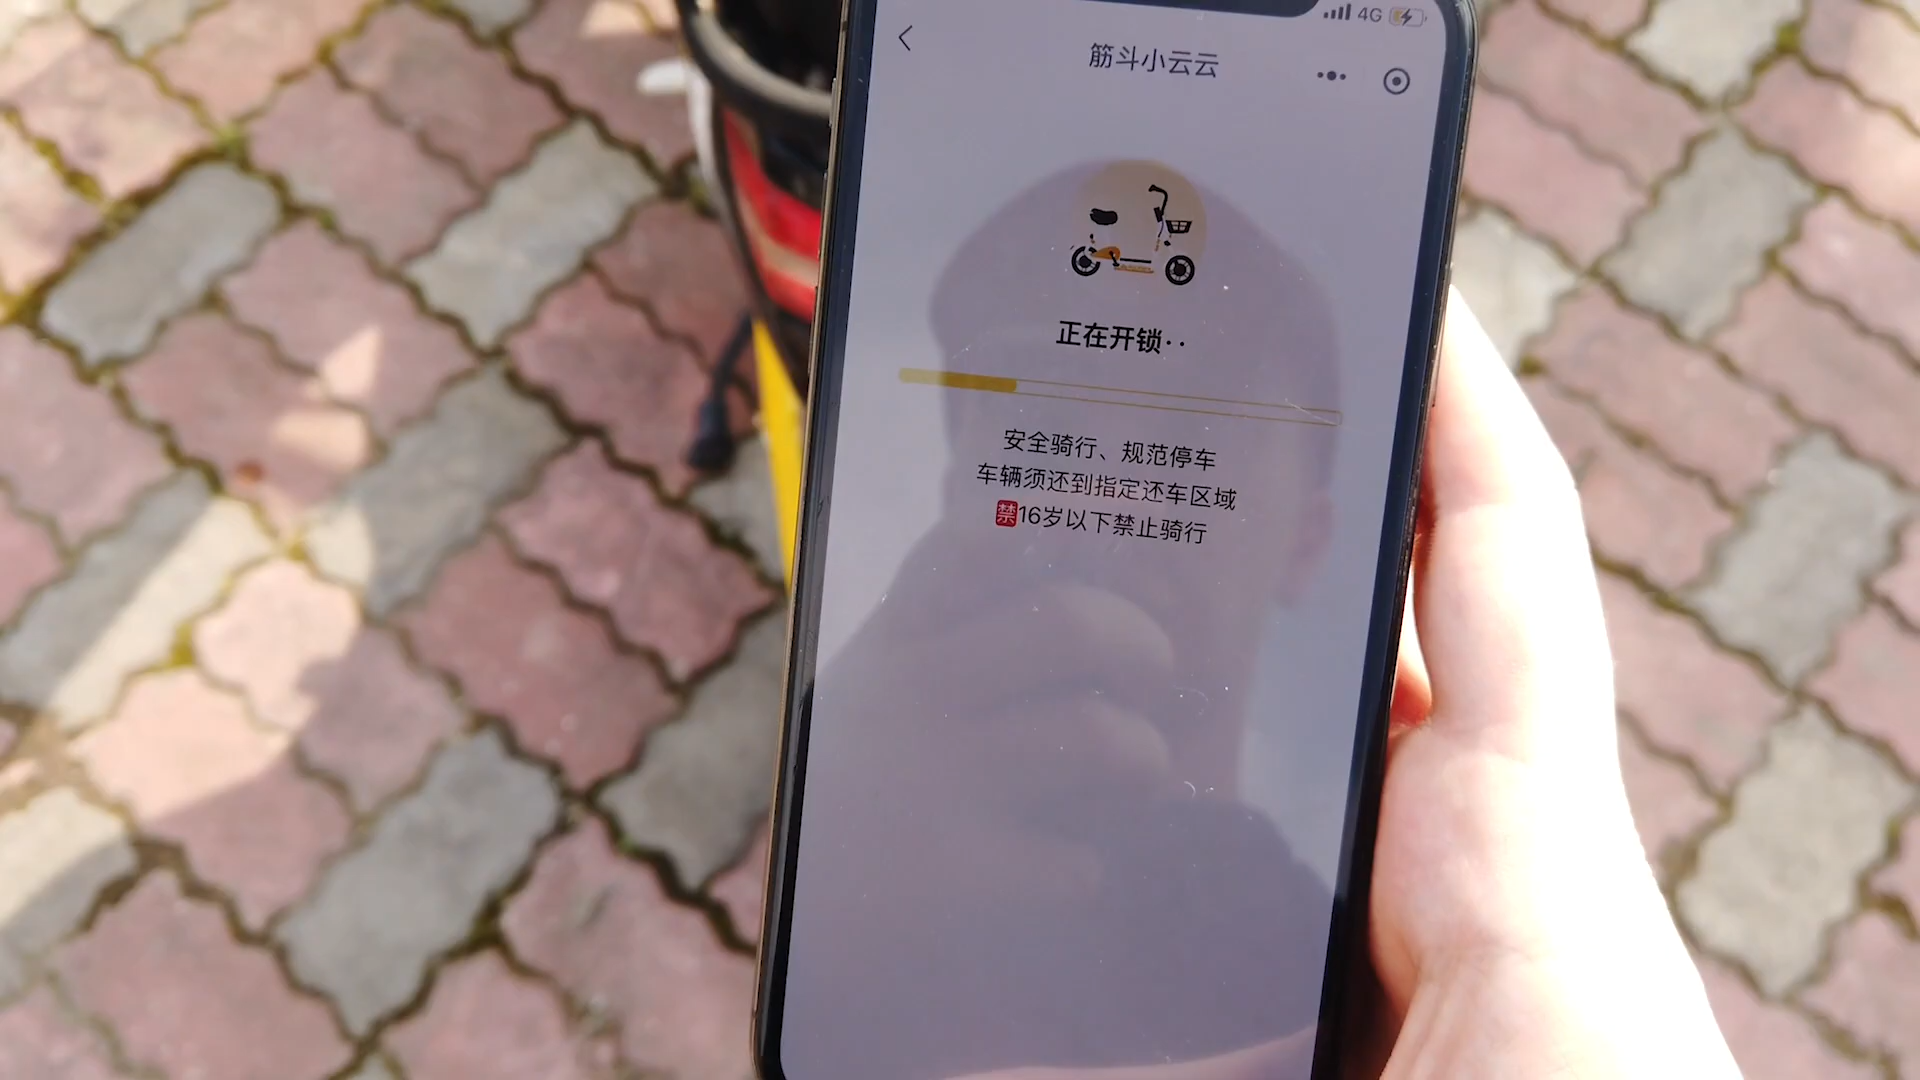 4G
筋斗小云云
正在开锁··
安全骑行、规范停车
车辆须还到指定还车区域
禁16岁以下禁止骑行